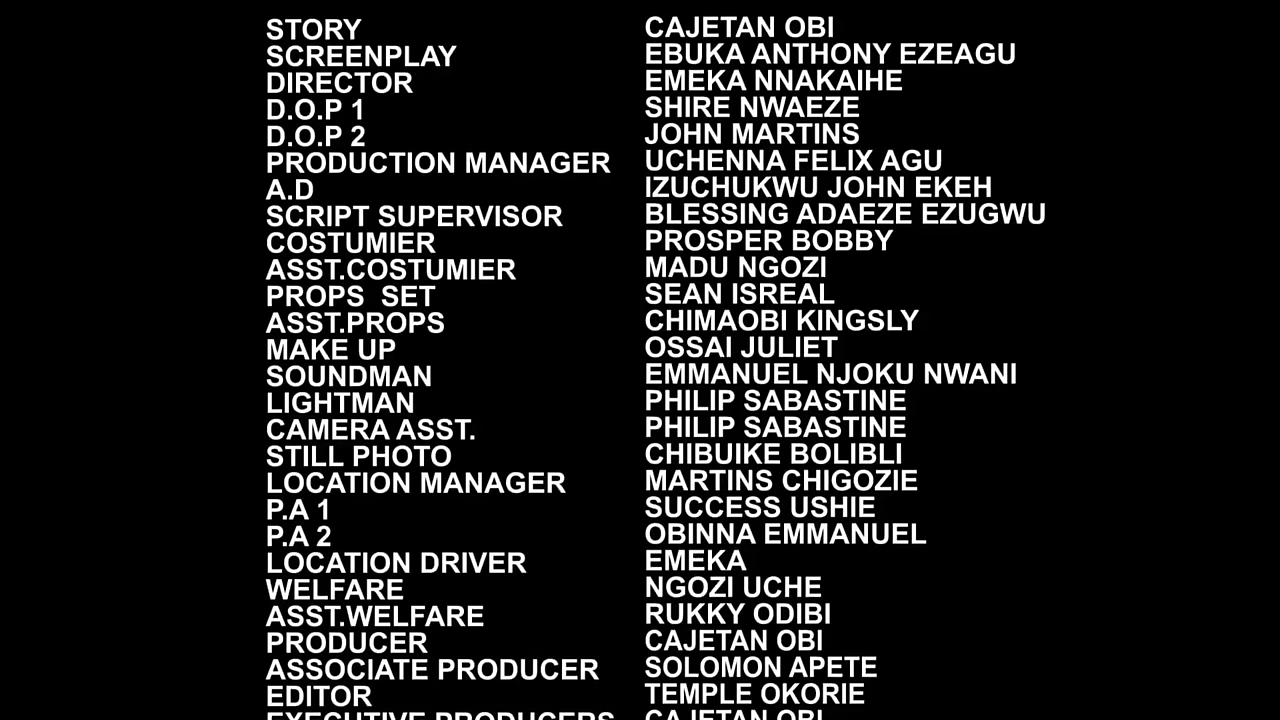 STORY CAJETAN OBI
SCREENPLAY EBUKA ANTHONY EZEAGU
DIRECTOR EMEKA NNAKAIHE
D.O.P 1 SHIRE NWAEZE
D.O.P 2 JOHN MARTINS
PRODUCTION MANAGER UCHENNA FELIX AGU
A.D IZUCHUKWU JOHN EKEH
SCRIPT SUPERVISOR BLESSING ADAEZE EZUGWU
COSTUMIER PROSPER BOBBY
ASST.COSTUMIER MADU NGOZI
PROPS SET SEAN ISREAL
ASST.PROPS CHIMAOBI KINGSLY
MAKE UP OSSAI JULIET
SOUNDMAN EMMANUEL NJOKU NWANI
LIGHTMAN PHILIP SABASTINE
CAMERA ASST. PHILIP SABASTINE
STILL PHOTO CHIBUIKE BOLIBLI
LOCATION MANAGER MARTINS CHIGOZIE
P.A 1 SUCCESS USHIE
P.A 2 OBINNA EMMANUEL
LOCATION DRIVER EMEKA
WELFARE NGOZI UCHE
ASST.WELFARE RUKKY ODIBI
PRODUCER CAJETAN OBI
ASSOCIATE PRODUCER SOLOMON APETE
EDITOR TEMPLE OKORIE
EXECUTIVE PRODUCERS CAJETAN OBI